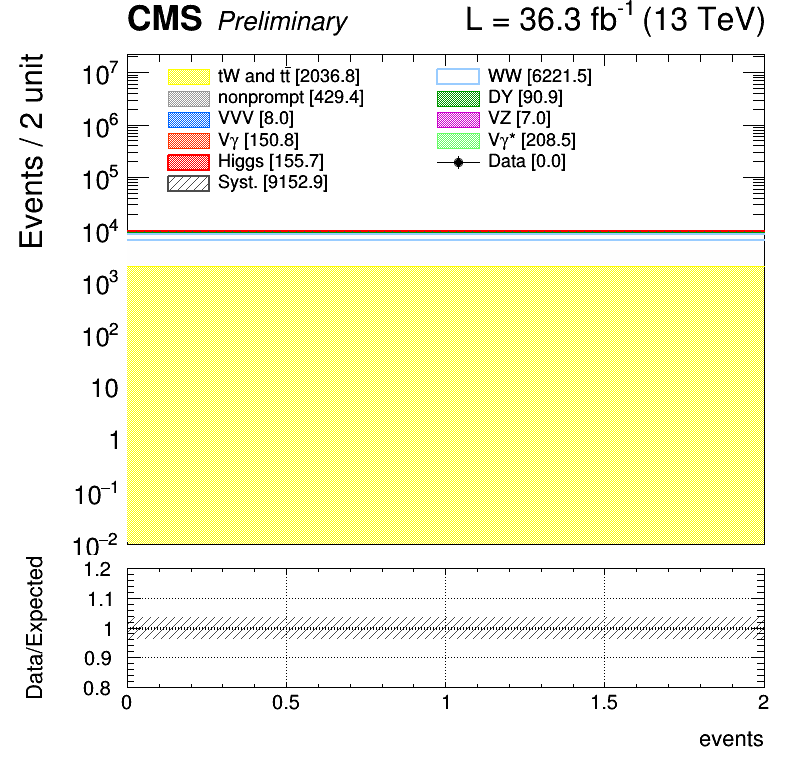 CMS Preliminary L = 36.3 fb⁻¹ (13 TeV)
Events / 2 unit
10⁷
10⁶
10⁵
10⁴
10³
10²
10
1
10⁻¹
10⁻²
tW and tt̄ [2036.8]
nonprompt [429.4]
VVV [8.0]
Vγ [150.8]
Higgs [155.7]
Syst. [9152.9]
WW [6221.5]
DY [90.9]
VZ [7.0]
Vγ* [208.5]
Data [0.0]
Data/Expected
1.2
1.1
1
0.9
0.8
0 0.5 1 1.5 2
events